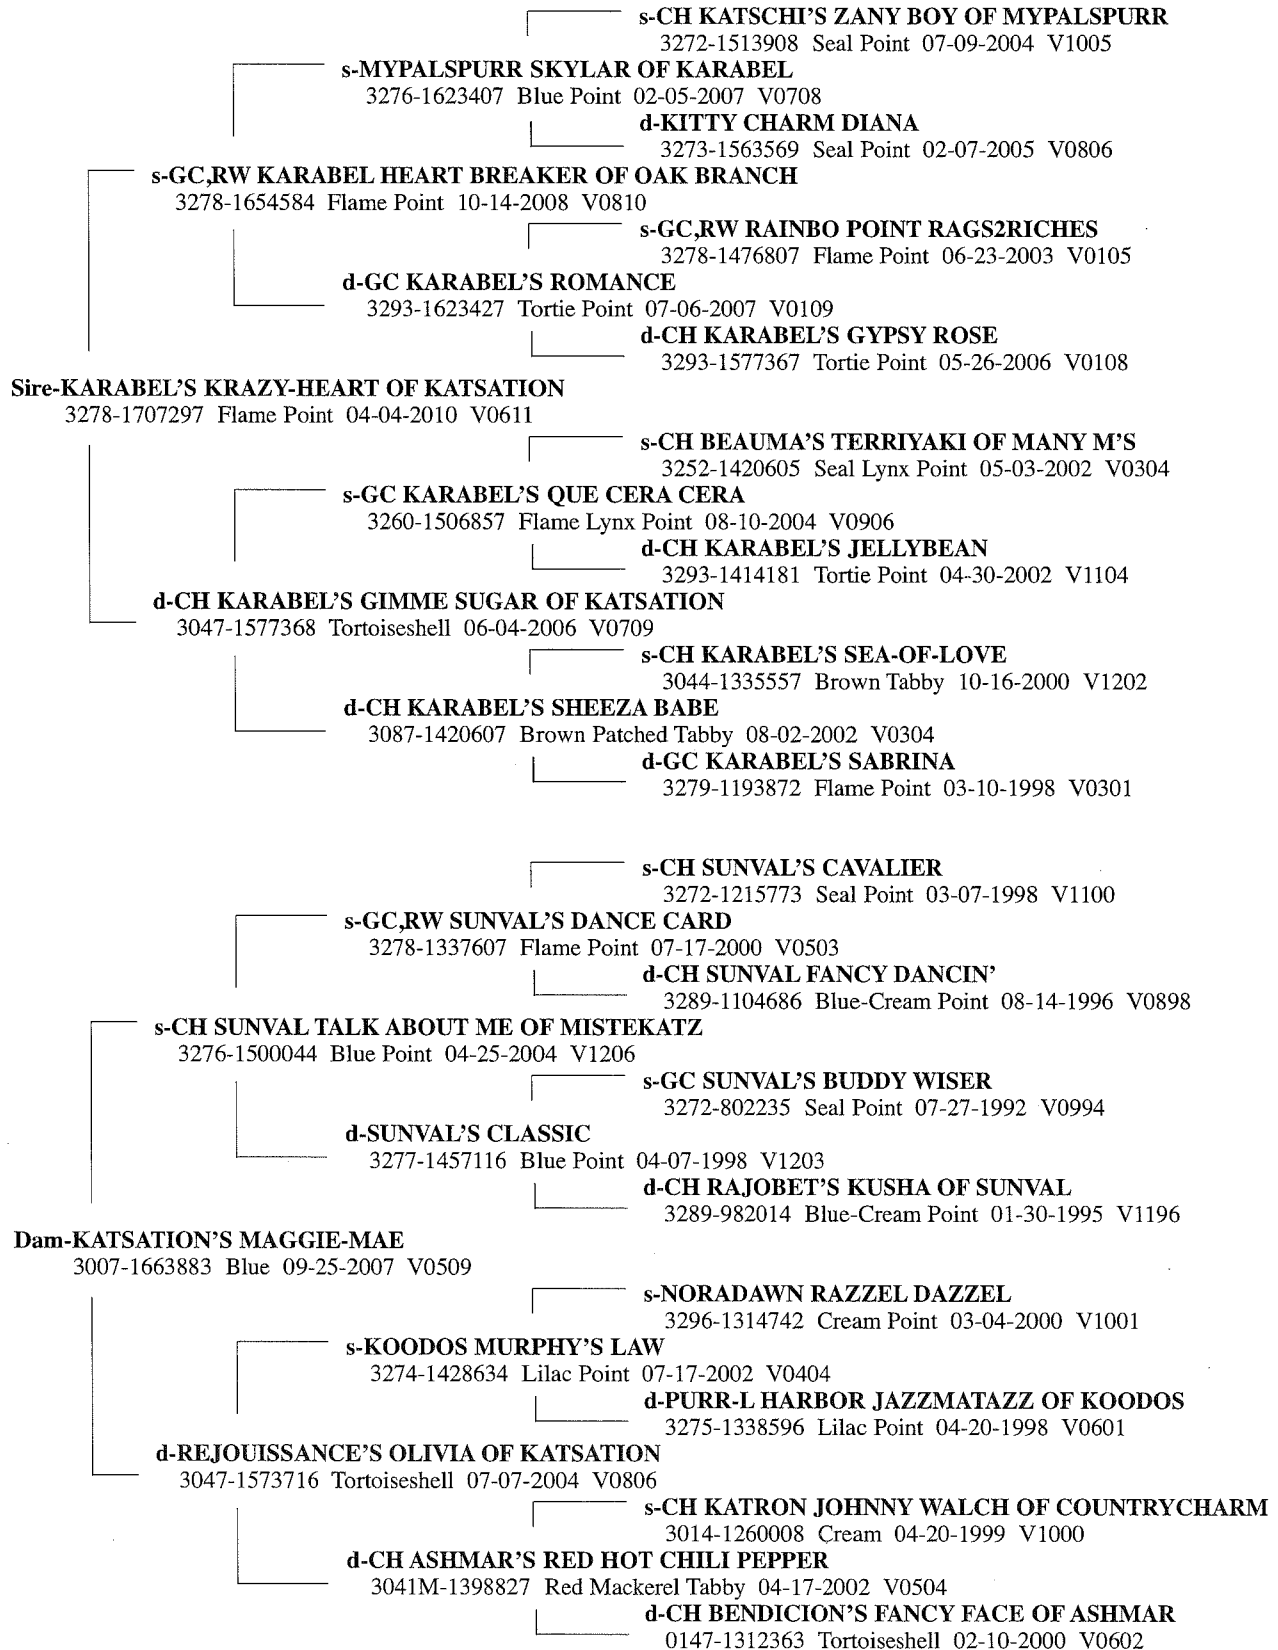 s-CH KATSCHI'S ZANY BOY OF MYPALSPURR
3272-1513908 Seal Point 07-09-2004 V1005
s-MYPALSPURR SKYLAR OF KARABEL
3276-1623407 Blue Point 02-05-2007 V0708
d-KITTY CHARM DIANA
3273-1563569 Seal Point 02-07-2005 V0806
s-GC,RW KARABEL HEART BREAKER OF OAK BRANCH
3278-1654584 Flame Point 10-14-2008 V0810
s-GC,RW RAINBO POINT RAGS2RICHES
3278-1476807 Flame Point 06-23-2003 V0105
d-GC KARABEL'S ROMANCE
3293-1623427 Tortie Point 07-06-2007 V0109
d-CH KARABEL'S GYPSY ROSE
3293-1577367 Tortie Point 05-26-2006 V0108
Sire-KARABEL'S KRAZY-HEART OF KATSATION
3278-1707297 Flame Point 04-04-2010 V0611
s-CH BEAUMA'S TERRIYAKI OF MANY M'S
3252-1420605 Seal Lynx Point 05-03-2002 V0304
s-GC KARABEL'S QUE CERA CERA
3260-1506857 Flame Lynx Point 08-10-2004 V0906
d-CH KARABEL'S JELLYBEAN
3293-1414181 Tortie Point 04-30-2002 V1104
d-CH KARABEL'S GIMME SUGAR OF KATSATION
3047-1577368 Tortoiseshell 06-04-2006 V0709
s-CH KARABEL'S SEA-OF-LOVE
3044-1335557 Brown Tabby 10-16-2000 V1202
d-CH KARABEL'S SHEEZA BABE
3087-1420607 Brown Patched Tabby 08-02-2002 V0304
d-GC KARABEL'S SABRINA
3279-1193872 Flame Point 03-10-1998 V0301
s-CH SUNVAL'S CAVALIER
3272-1215773 Seal Point 03-07-1998 V1100
s-GC,RW SUNVAL'S DANCE CARD
3278-1337607 Flame Point 07-17-2000 V0503
d-CH SUNVAL FANCY DANCIN'
3289-1104686 Blue-Cream Point 08-14-1996 V0898
s-CH SUNVAL TALK ABOUT ME OF MISTEKATZ
3276-1500044 Blue Point 04-25-2004 V1206
s-GC SUNVAL'S BUDDY WISER
3272-802235 Seal Point 07-27-1992 V0994
d-SUNVAL'S CLASSIC
3277-1457116 Blue Point 04-07-1998 V1203
d-CH RAJOBET'S KUSHA OF SUNVAL
3289-982014 Blue-Cream Point 01-30-1995 V1196
Dam-KATSATION'S MAGGIE-MAE
3007-1663883 Blue 09-25-2007 V0509
s-NORADAWN RAZZEL DAZZEL
3296-1314742 Cream Point 03-04-2000 V1001
s-KOODOS MURPHY'S LAW
3274-1428634 Lilac Point 07-17-2002 V0404
d-PURR-L HARBOR JAZZMATAZZ OF KOODOS
3275-1338596 Lilac Point 04-20-1998 V0601
d-REJOUISSANCE'S OLIVIA OF KATSATION
3047-1573716 Tortoiseshell 07-07-2004 V0806
s-CH KATRON JOHNNY WALCH OF COUNTRYCHARM
3014-1260008 Cream 04-20-1999 V1000
d-CH ASHMAR'S RED HOT CHILI PEPPER
3041M-1398827 Red Mackerel Tabby 04-17-2002 V0504
d-CH BENDICION'S FANCY FACE OF ASHMAR
0147-1312363 Tortoiseshell 02-10-2000 V0602